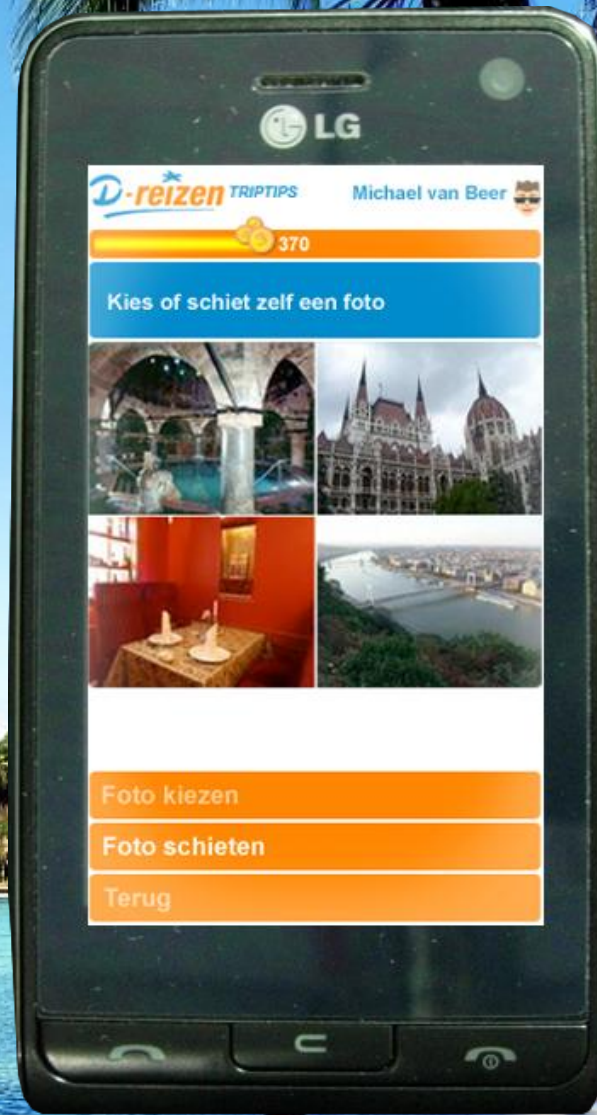 LG
D-reizen TRIPTIPS Michael van Beer
370
Kies of schiet zelf een foto
Foto kiezen
Foto schieten
Terug